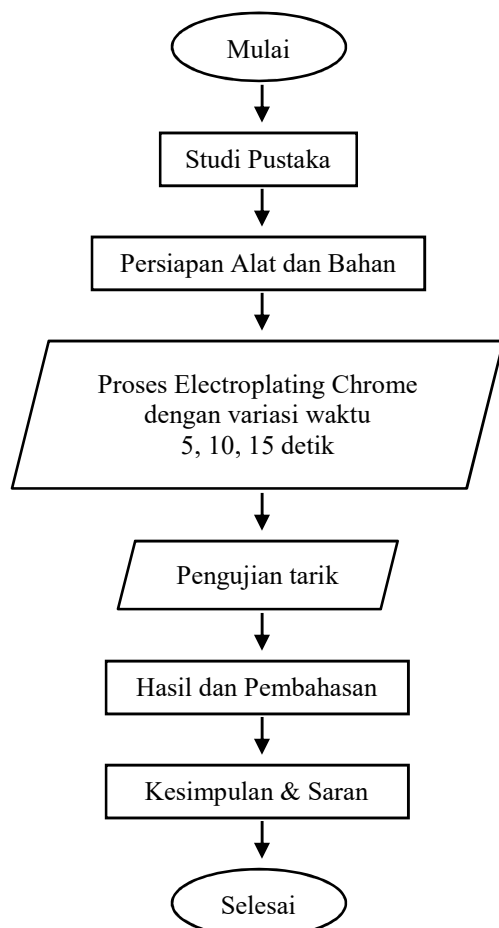 Mulai
Studi Pustaka
Persiapan Alat dan Bahan
Proses Electroplating Chrome
dengan variasi waktu
5, 10, 15 detik
Pengujian tarik
Hasil dan Pembahasan
Kesimpulan & Saran
Selesai